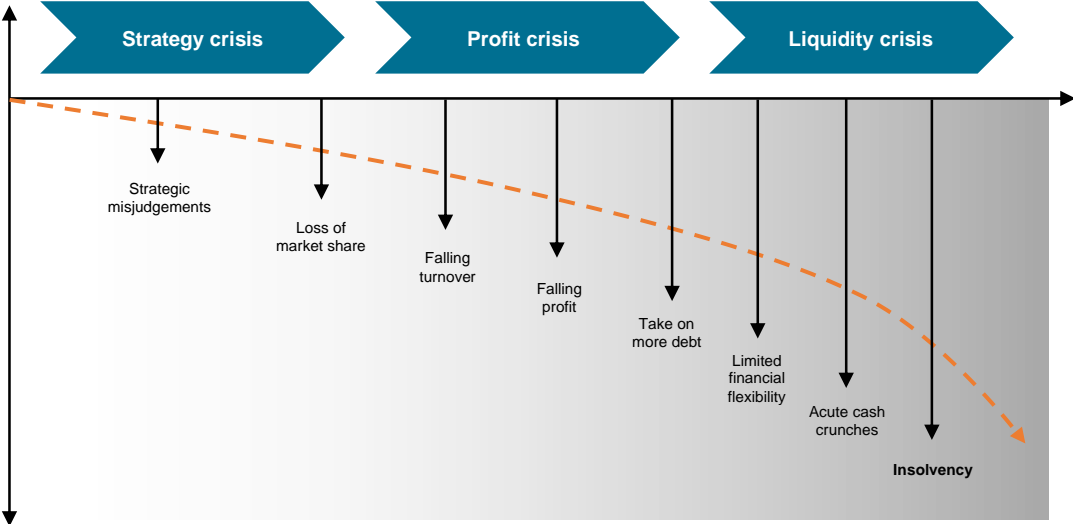 Strategy crisis
Profit crisis
Liquidity crisis
Strategic
misjudgements
Loss of
market share
Falling
turnover
Falling
profit
Take on
more debt
Limited
financial
flexibility
Acute cash
crunches
Insolvency